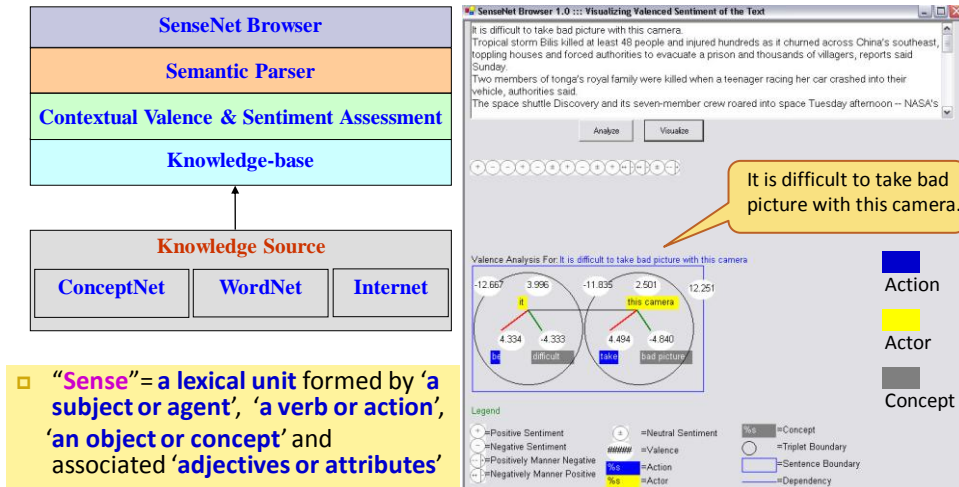 SenseNet Browser
Semantic Parser
Contextual Valence & Sentiment Assessment
Knowledge-base
Knowledge Source
ConceptNet
WordNet
Internet
“Sense”= a lexical unit formed by ‘a
subject or agent’, ‘a verb or action’,
‘an object or concept’ and
associated ‘adjectives or attributes’
SenseNet Browser 1.0 ::: Visualizing Valenced Sentiment of the Text
It is difficult to take bad picture with this camera.
Tropical storm Bilis killed at least 48 people and injured hundreds as it churned across China's southeast,
toppling houses and forced authorities to evacuate a prison and thousands of villagers, reports said
Sunday.
Two members of tonga's royal family were killed when a teenager racing her car crashed into their
vehicle, authorities said.
The space shuttle Discovery and its seven-member crew roared into space Tuesday afternoon -- NASA's
Analyze
Visualize
It is difficult to take bad
picture with this camera.
Valence Analysis For: It is difficult to take bad picture with this camera
-12.667 3.996 -11.835 2.501 12.251
it this camera
4.334 -4.333 4.494 -4.840
be difficult take bad picture
Action
Actor
Concept
Legend
=Positive Sentiment
=Negative Sentiment
=Positively Manner Negative
=Negatively Manner Positive
=Neutral Sentiment
##### =Valence
%s =Action
%s =Actor
%s =Concept
=Triplet Boundary
=Sentence Boundary
=Dependency